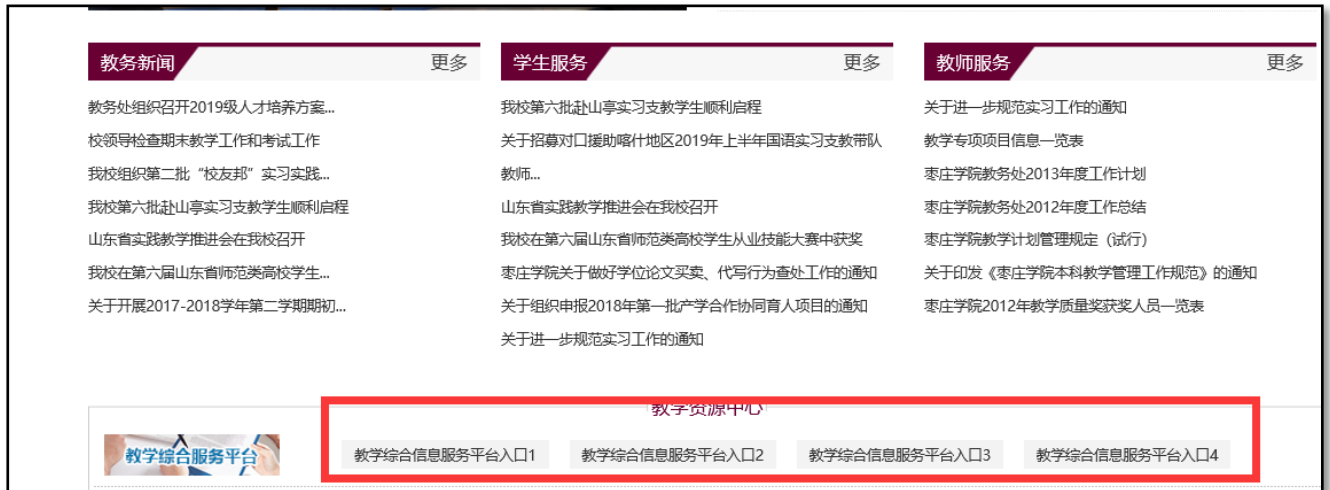 教务新闻 更多
教务处组织召开2019级人才培养方案...
校领导检查期末教学工作和考试工作
我校组织第二批“校友邦”实习实践...
我校第六批赴山亭实习支教学生顺利启程
山东省实践教学推进会在我校召开
我校在第六届山东省师范类高校学生...
关于开展2017-2018学年第二学期期初...
学生服务 更多
我校第六批赴山亭实习支教学生顺利启程
关于招募对口援助喀什地区2019年上半年国语实习支教带队
教师...
山东省实践教学推进会在我校召开
我校在第六届山东省师范类高校学生从业技能大赛中获奖
枣庄学院关于做好学位论文买卖、代写行为查处工作的通知
关于组织申报2018年第一批产学合作协同育人项目的通知
关于进一步规范实习工作的通知
教师服务 更多
关于进一步规范实习工作的通知
教学专项项目信息一览表
枣庄学院教务处2013年度工作计划
枣庄学院教务处2012年度工作总结
枣庄学院教学计划管理规定（试行）
关于印发《枣庄学院本科教学管理工作规范》的通知
枣庄学院2012年教学质量奖获奖人员一览表
教学资源中心
教学综合服务平台
教学综合信息服务平台入口1
教学综合信息服务平台入口2
教学综合信息服务平台入口3
教学综合信息服务平台入口4